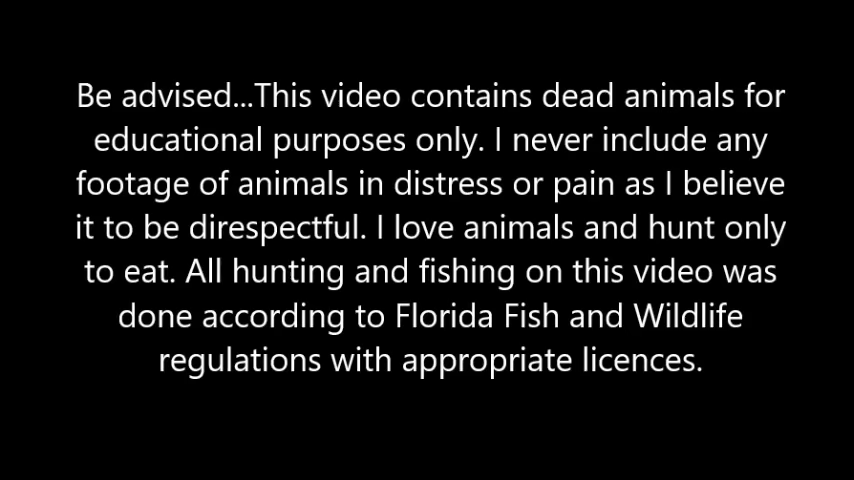 Be advised...This video contains dead animals for
educational purposes only. I never include any
footage of animals in distress or pain as I believe
it to be direspectful. I love animals and hunt only
to eat. All hunting and fishing on this video was
done according to Florida Fish and Wildlife
regulations with appropriate licences.